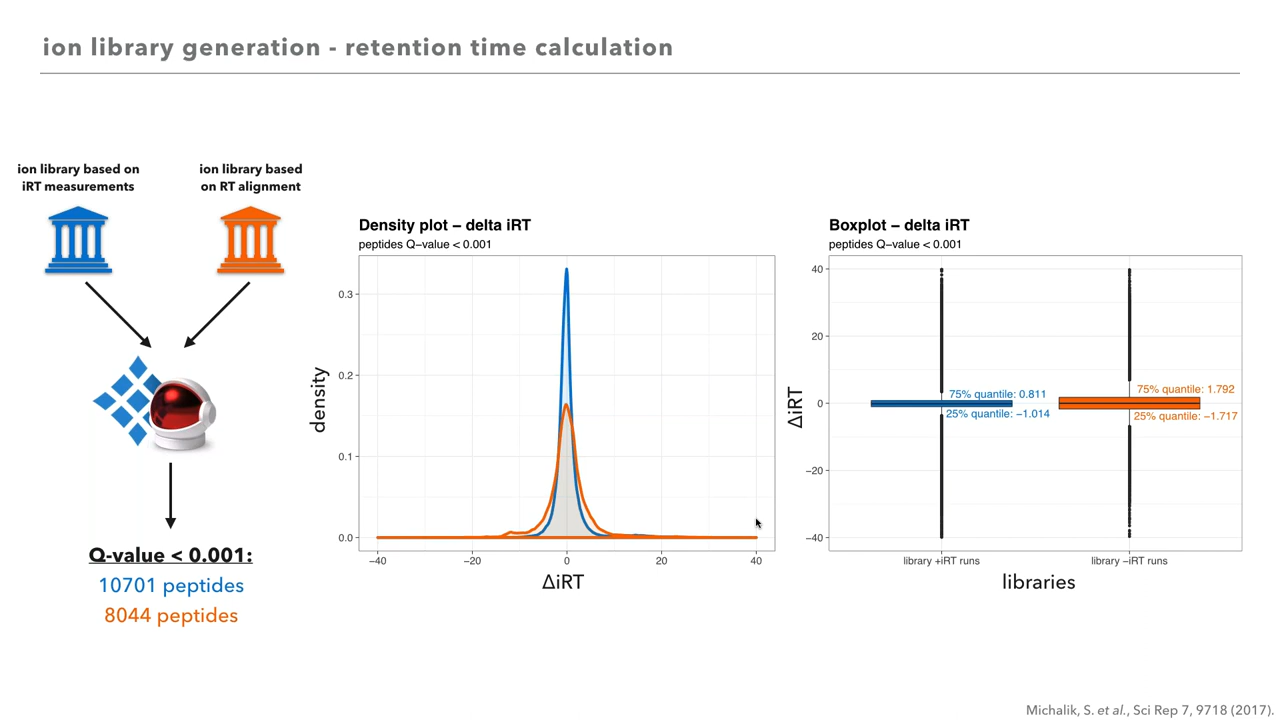 ion library generation - retention time calculation
ion library based on
iRT measurements
ion library based
on RT alignment
Q-value < 0.001:
10701 peptides
8044 peptides
Density plot – delta iRT
peptides Q−value < 0.001
density
0.3
0.2
0.1
0.0
−40
−20
0
20
40
ΔiRT
Boxplot – delta iRT
peptides Q−value < 0.001
ΔiRT
40
20
0
−20
−40
75% quantile: 0.811
25% quantile: −1.014
75% quantile: 1.792
25% quantile: −1.717
library +iRT runs
library −iRT runs
libraries
Michalik, S. et al., Sci Rep 7, 9718 (2017).